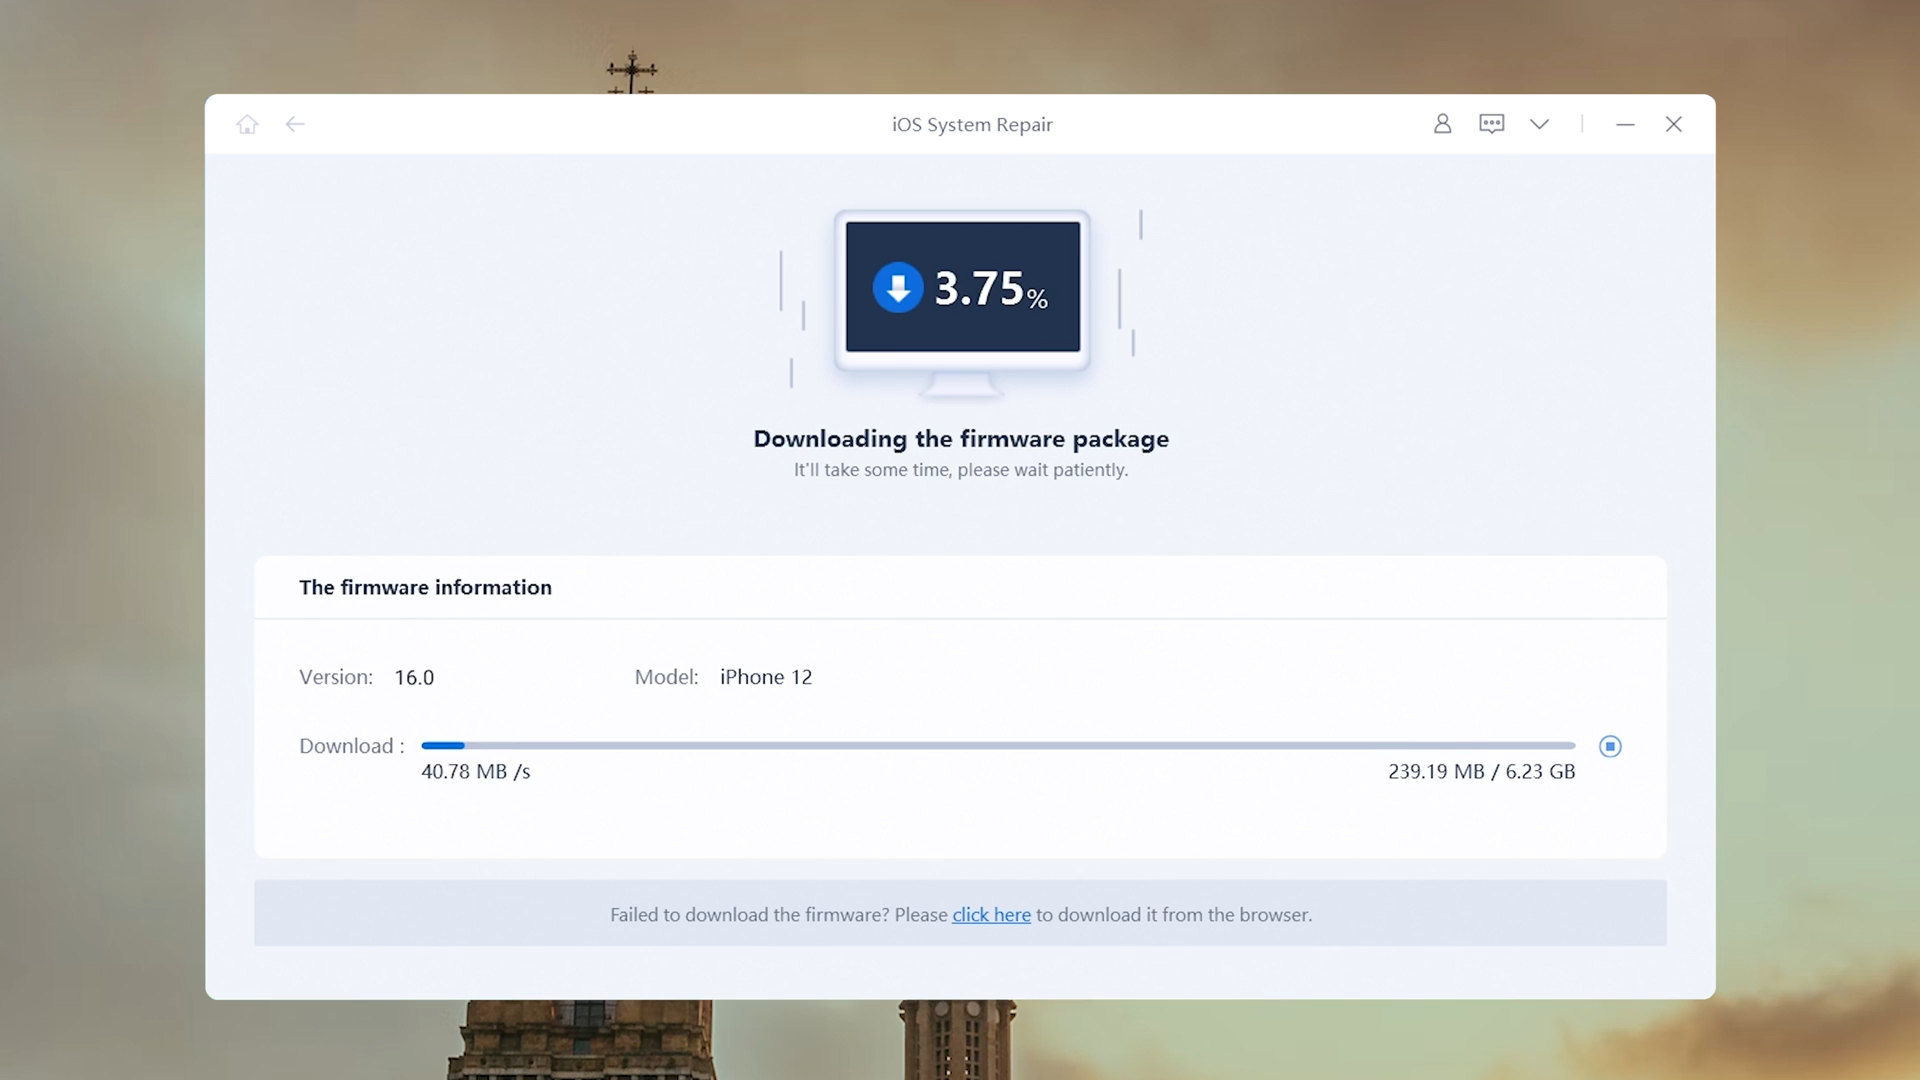 iOS System Repair
3.75%
Downloading the firmware package
It'll take some time, please wait patiently.
The firmware information
Version: 16.0 Model: iPhone 12
Download :
40.78 MB /s 239.19 MB / 6.23 GB
Failed to download the firmware? Please click here to download it from the browser.